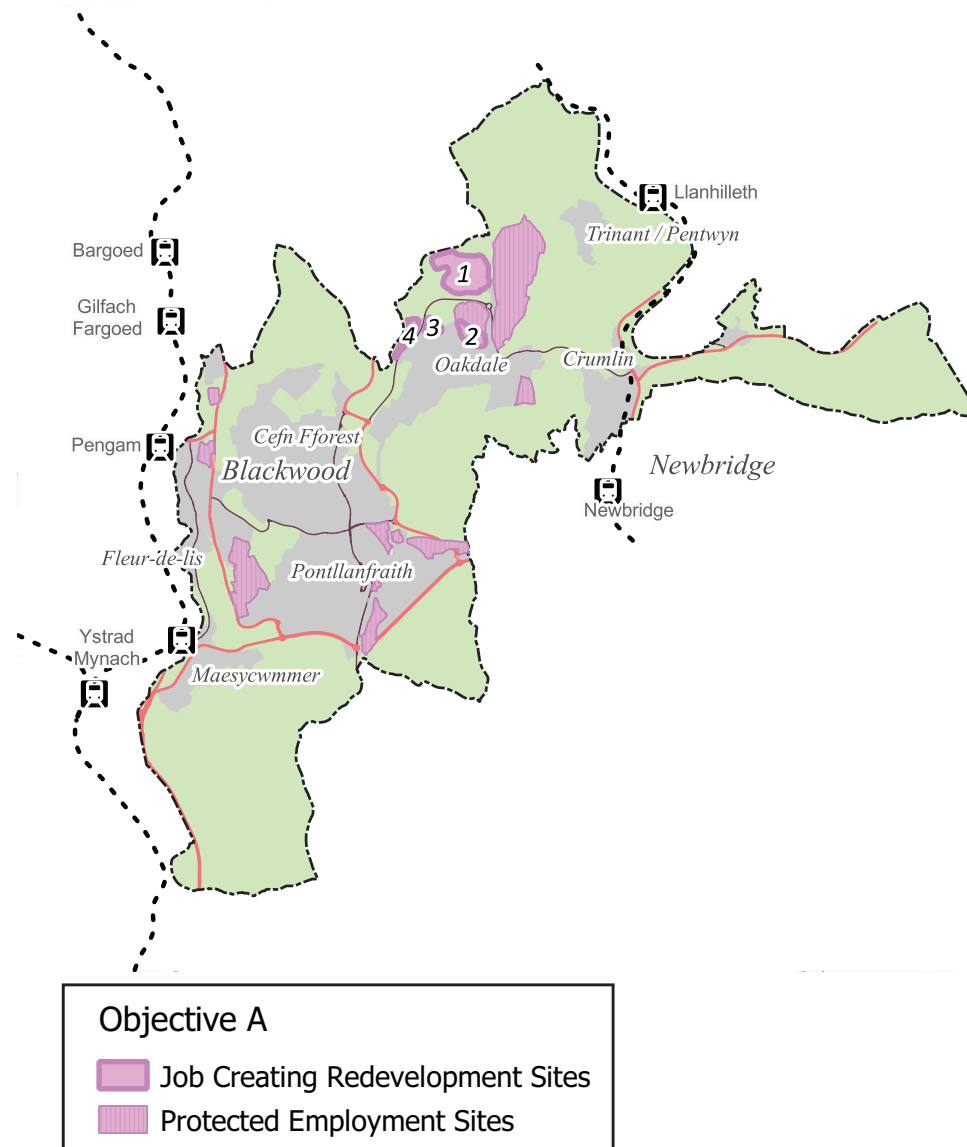 Llanhilleth
Trinant / Pentwyn
Bargoed
1
Gilfach
Fargoed
4
3
2
Oakdale
Crumlin
Pengam
Cefn Fforest
Blackwood
Newbridge
Newbridge
Fleur-de-lis
Pontllanfraith
Ystrad
Mynach
Maesycwmmer
Objective A
Job Creating Redevelopment Sites
Protected Employment Sites